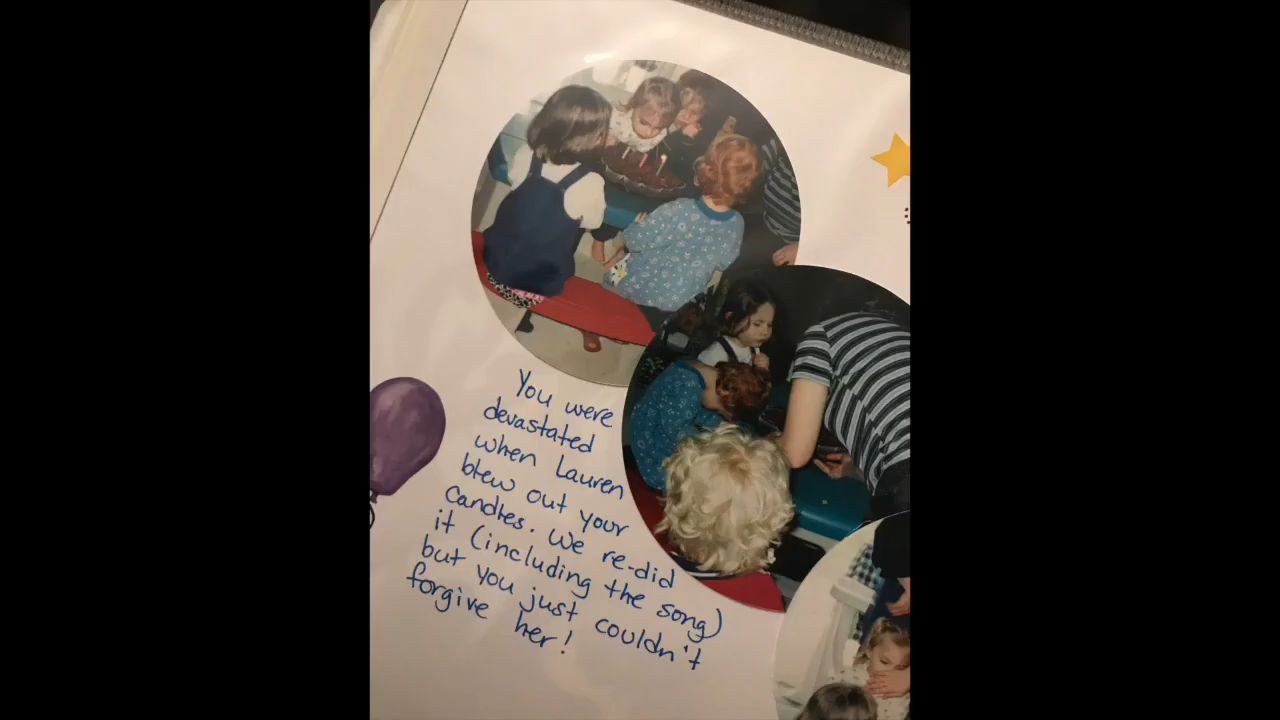 You were
devastated
when Lauren
blew out your
candles. We re-did
it (including the song)
but you just couldn't
forgive her!